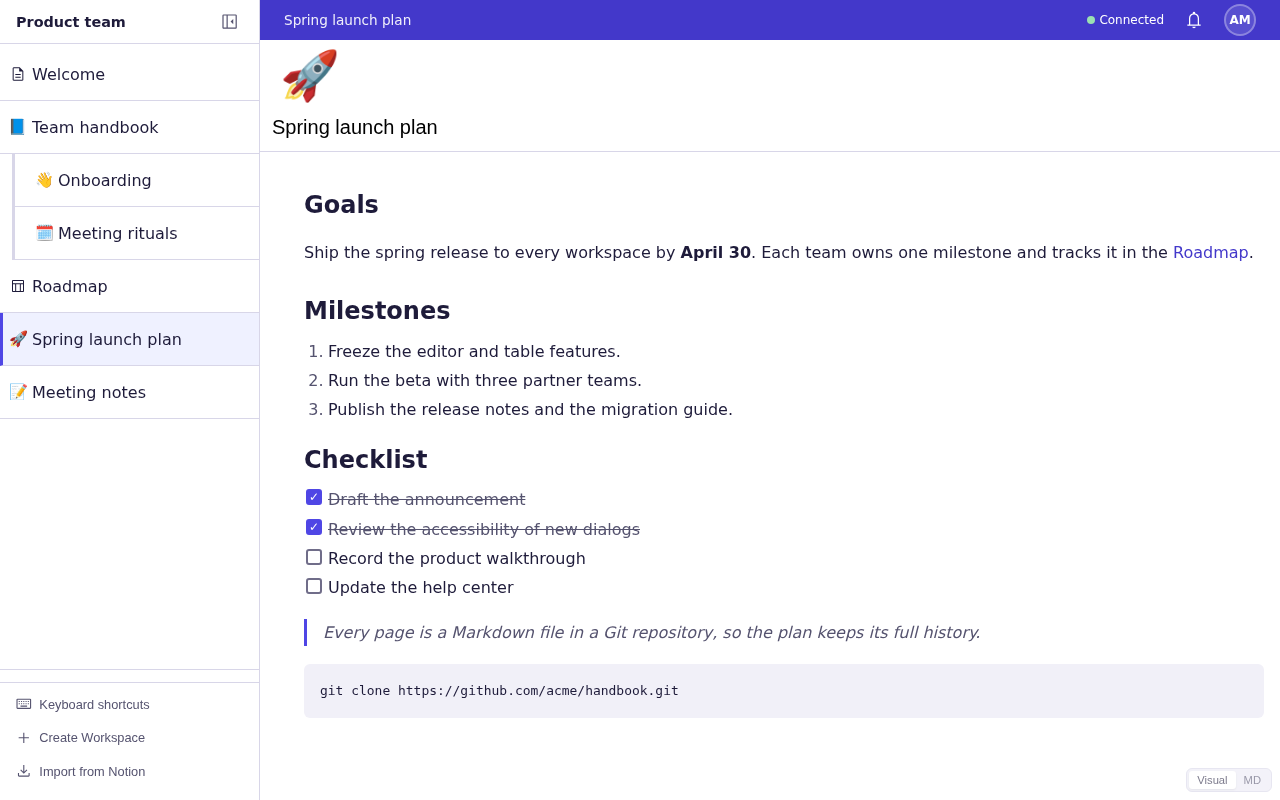 Product team
Welcome
Team handbook
Onboarding
Meeting rituals
Roadmap
Spring launch plan
Meeting notes
Keyboard shortcuts
Create Workspace
Import from Notion
Spring launch plan
Connected
AM
Spring launch plan
Goals
Ship the spring release to every workspace by April 30. Each team owns one milestone and tracks it in the Roadmap.
Milestones
1. Freeze the editor and table features.
2. Run the beta with three partner teams.
3. Publish the release notes and the migration guide.
Checklist
Draft the announcement
Review the accessibility of new dialogs
Record the product walkthrough
Update the help center
Every page is a Markdown file in a Git repository, so the plan keeps its full history.
git clone https://github.com/acme/handbook.git
Visual MD